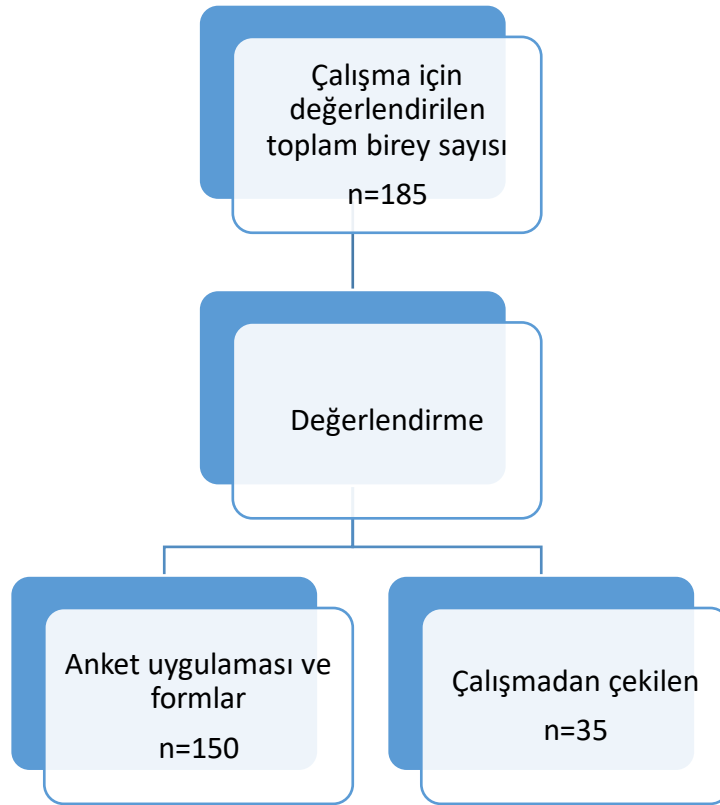 Çalışma için
değerlendirilen
toplam birey sayısı
n=185
Değerlendirme
Anket uygulaması ve
formlar
n=150
Çalışmadan çekilen
n=35